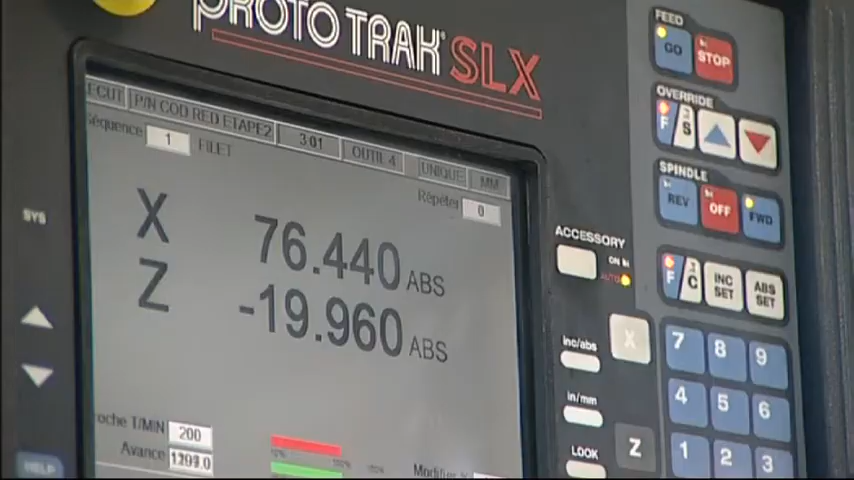 PROTO TRAK SLX
ECUT P/N COD RED ETAPE2 3:01 OUTIL 4 UNIQUE MM
Séquence 1 FILET
Répéter 0
X 76.440 ABS
Z -19.960 ABS
oche T/MIN 200
Avance
Modifier
SYS
HELP
FEED
GO STOP
OVERRIDE
F/S
SPINDLE
REV OFF FWD
ACCESSORY
ON
AUTO
F/C INC SET ABS SET
inc/abs X 7 8 9
in/mm 4 5 6
LOOK Z 1 2 3